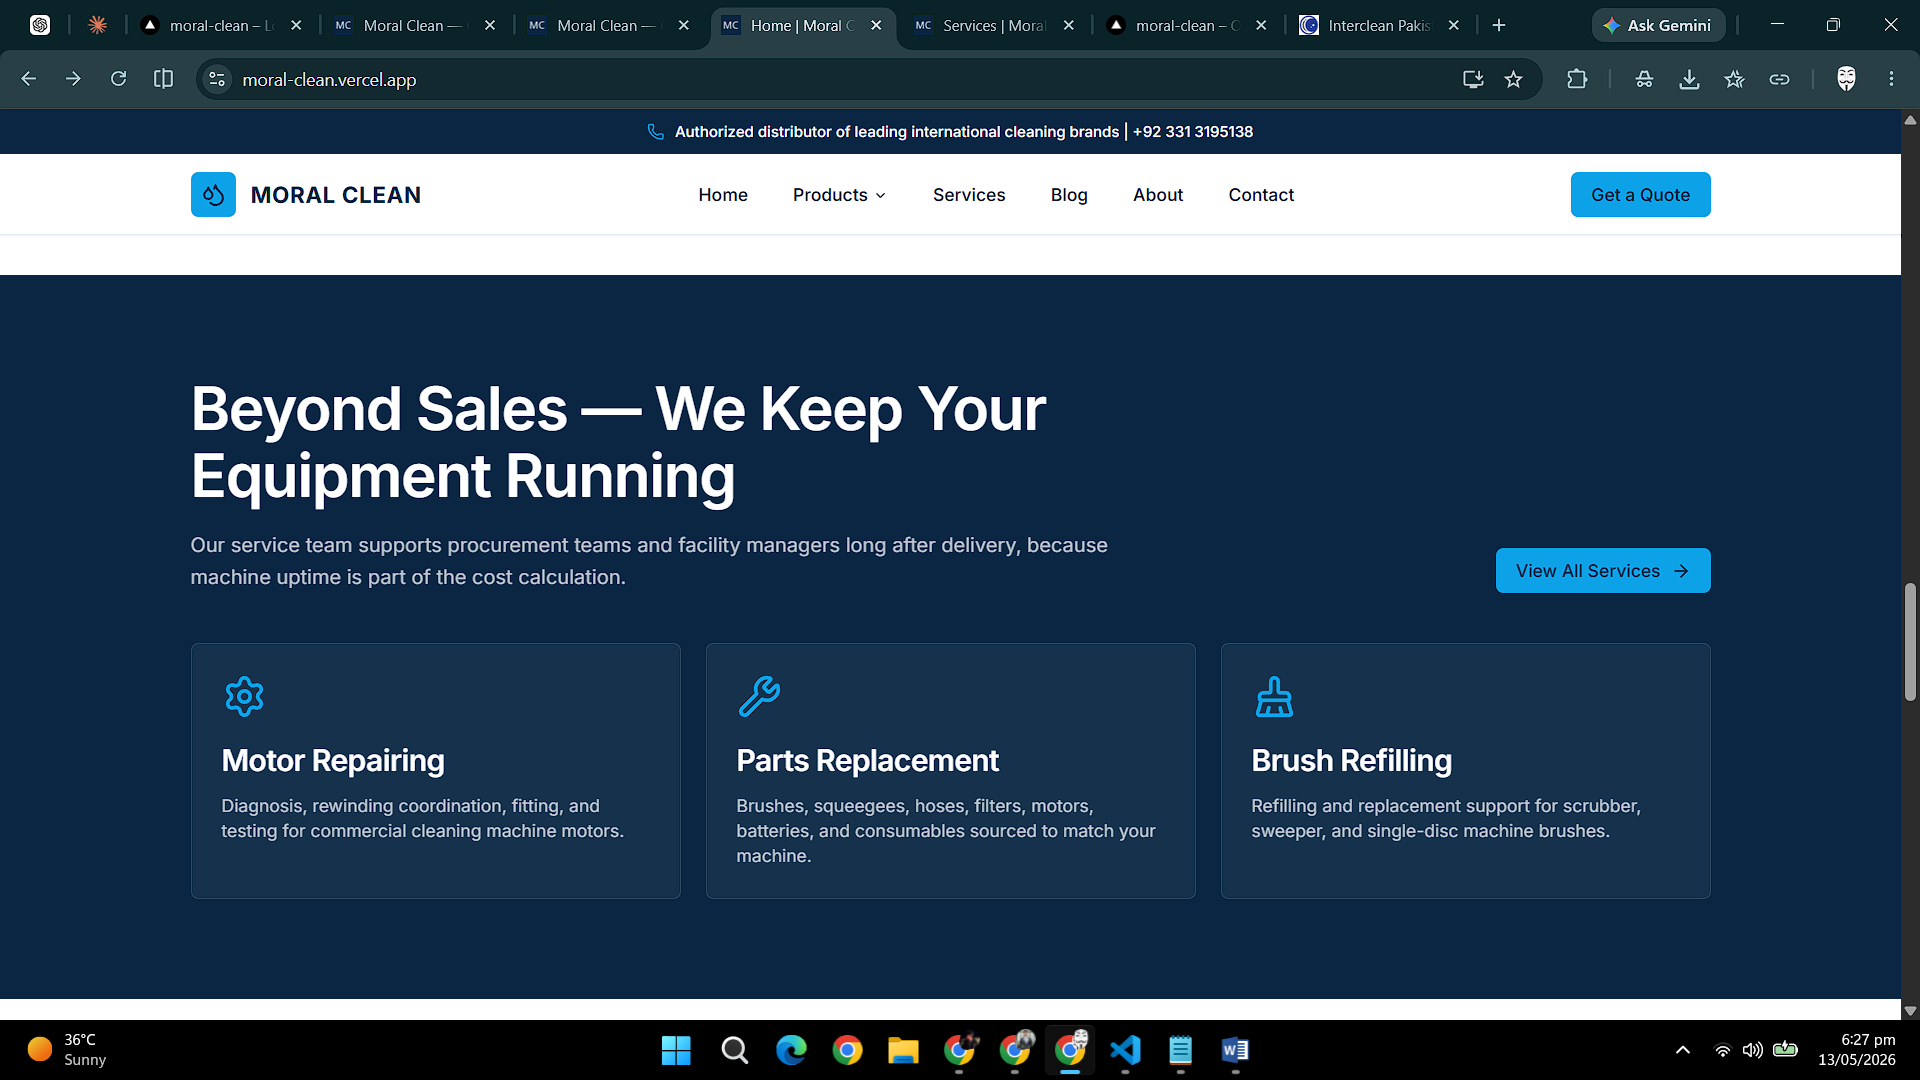 moral-clean – Lo
Moral Clean —
Moral Clean —
Home | Moral C
Services | Moral
moral-clean – O
Interclean Pakist
Ask Gemini
moral-clean.vercel.app
Authorized distributor of leading international cleaning brands | +92 331 3195138
MORAL CLEAN
Home
Products
Services
Blog
About
Contact
Get a Quote
Beyond Sales — We Keep Your
Equipment Running
Our service team supports procurement teams and facility managers long after delivery, because
machine uptime is part of the cost calculation.
View All Services
Motor Repairing
Diagnosis, rewinding coordination, fitting, and
testing for commercial cleaning machine motors.
Parts Replacement
Brushes, squeegees, hoses, filters, motors,
batteries, and consumables sourced to match your
machine.
Brush Refilling
Refilling and replacement support for scrubber,
sweeper, and single-disc machine brushes.
36°C
Sunny
6:27 pm
13/05/2026